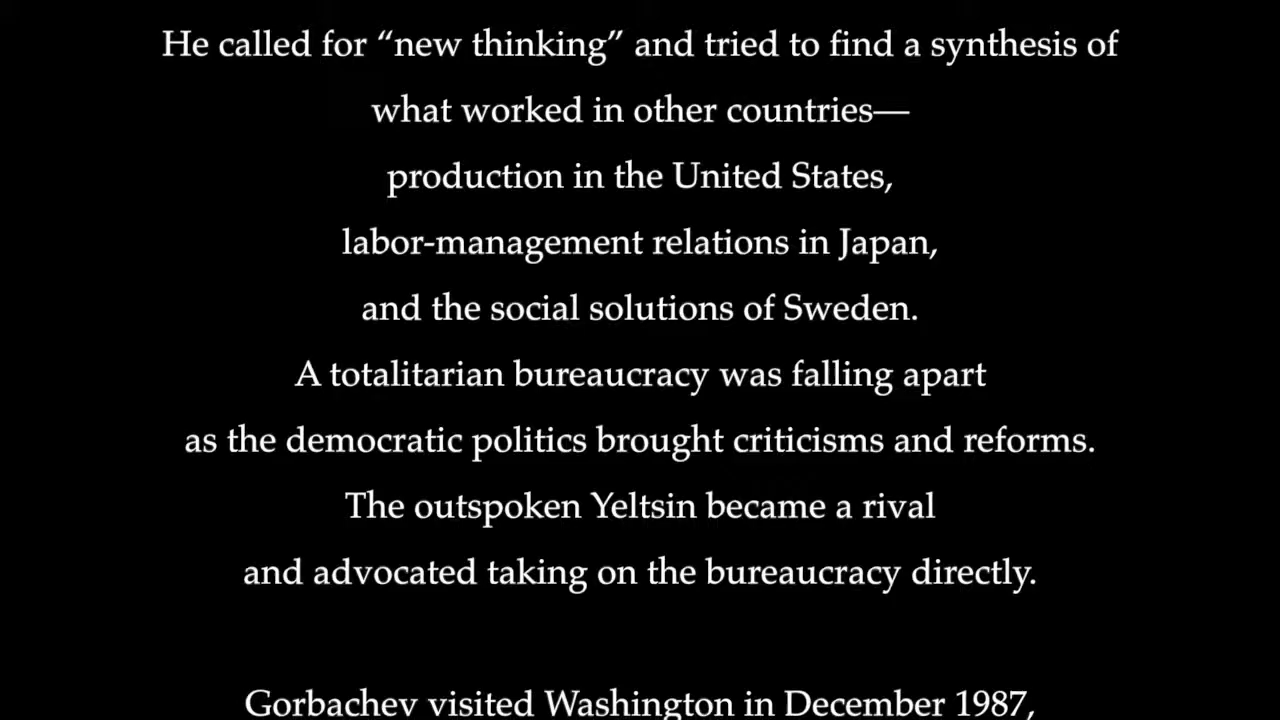 He called for “new thinking” and tried to find a synthesis of
what worked in other countries—
production in the United States,
labor-management relations in Japan,
and the social solutions of Sweden.
A totalitarian bureaucracy was falling apart
as the democratic politics brought criticisms and reforms.
The outspoken Yeltsin became a rival
and advocated taking on the bureaucracy directly.
Gorbachev visited Washington in December 1987,